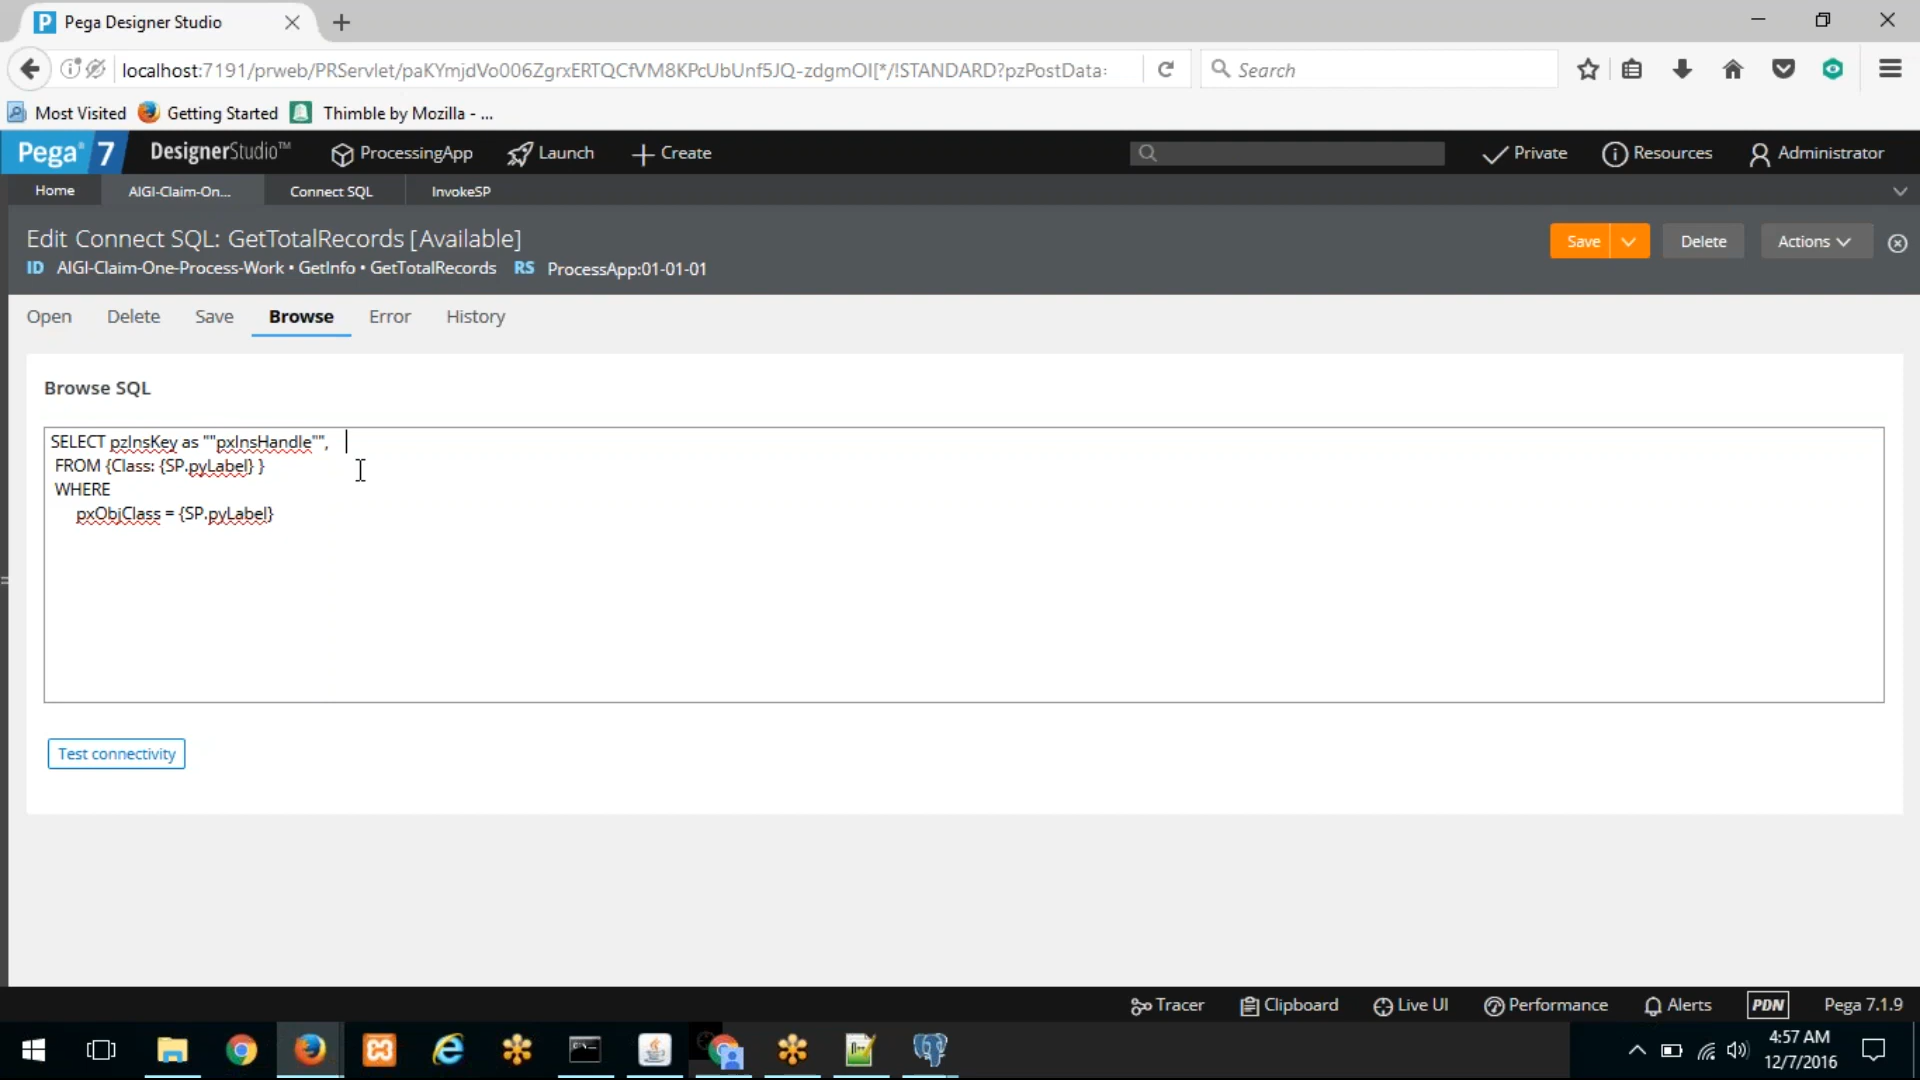 Pega Designer Studio
localhost:7191/prweb/PRServlet/paKYmjdVo006ZgrxERTQCfVM8KPcUbUnf5JQ-zdgmOI[*/!STANDARD?pzPostData:
Search
Most Visited
Getting Started
Thimble by Mozilla - ...
Pega 7
DesignerStudio™
ProcessingApp
Launch
Create
Private
Resources
Administrator
Home
AIGI-Claim-On...
Connect SQL
InvokeSP
Edit Connect SQL: GetTotalRecords [Available]
ID AIGI-Claim-One-Process-Work • GetInfo • GetTotalRecords RS ProcessApp:01-01-01
Save
Delete
Actions
Open
Delete
Save
Browse
Error
History
Browse SQL
SELECT pzInsKey as ""pxInsHandle"",
FROM {Class: {SP.pyLabel} }
WHERE
pxObjClass = {SP.pyLabel}
Test connectivity
Tracer
Clipboard
Live UI
Performance
Alerts
PDN
Pega 7.1.9
4:57 AM
12/7/2016